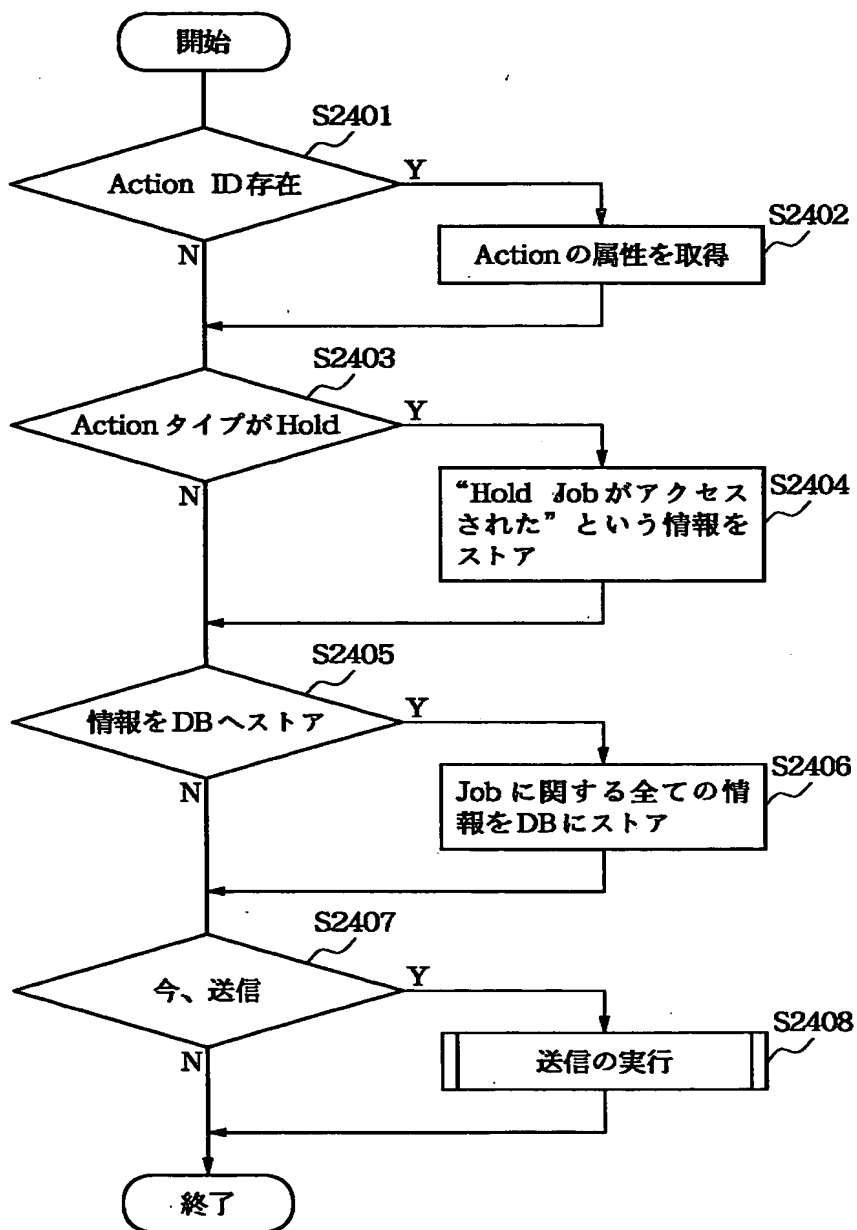 開始
S2401
Action ID存在
Y
N
S2402
Actionの属性を取得
S2403
ActionタイプがHold
Y
N
S2404
“Hold Jobがアクセス
された”という情報を
ストア
S2405
情報をDBへストア
Y
N
S2406
Jobに関する全ての情
報をDBにストア
S2407
今、送信
Y
N
S2408
送信の実行
終了